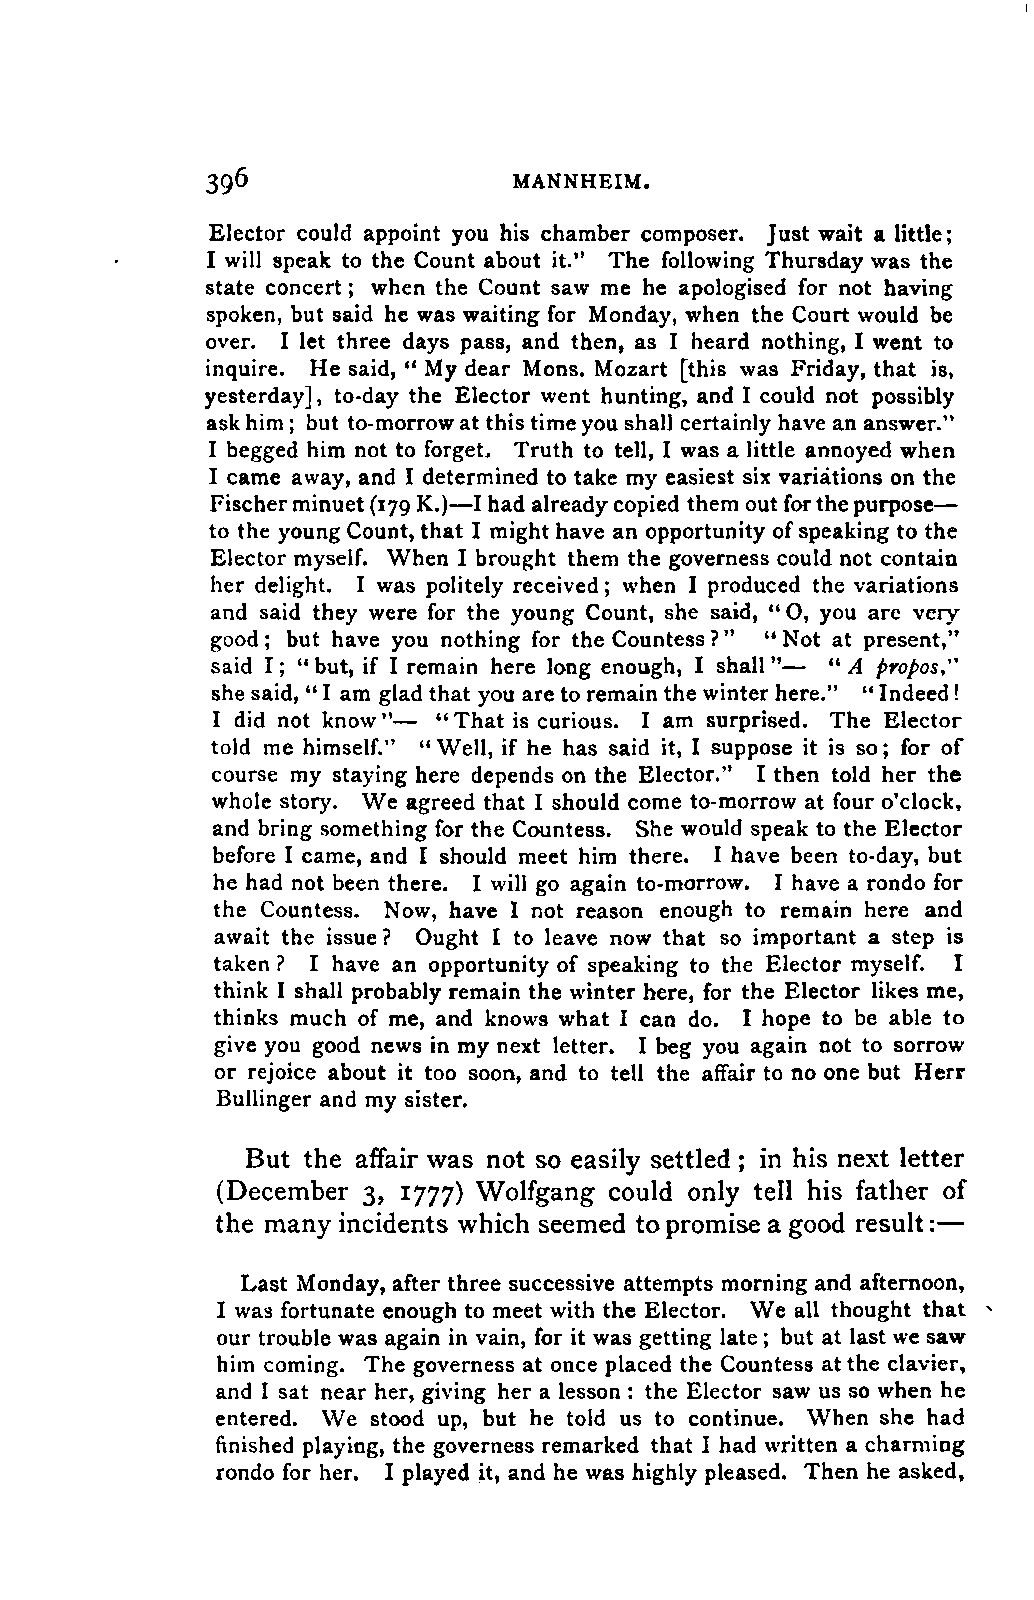 396 MANNHEIM.
Elector could appoint you his chamber composer. Just wait a little;
I will speak to the Count about it." The following Thursday was the
state concert; when the Count saw me he apologised for not having
spoken, but said he was waiting for Monday, when the Court would be
over. I let three days pass, and then, as I heard nothing, I went to
inquire. He said, "My dear Mons. Mozart [this was Friday, that is,
yesterday], to-day the Elector went hunting, and I could not possibly
ask him; but to-morrow at this time you shall certainly have an answer."
I begged him not to forget. Truth to tell, I was a little annoyed when
I came away, and I determined to take my easiest six variations on the
Fischer minuet (179 K.)—I had already copied them out for the purpose—
to the young Count, that I might have an opportunity of speaking to the
Elector myself. When I brought them the governess could not contain
her delight. I was politely received; when I produced the variations
and said they were for the young Count, she said, "O, you are very
good; but have you nothing for the Countess?" "Not at present,"
said I; "but, if I remain here long enough, I shall"— "A propos,"
she said, "I am glad that you are to remain the winter here." "Indeed!
I did not know"— "That is curious. I am surprised. The Elector
told me himself." "Well, if he has said it, I suppose it is so; for of
course my staying here depends on the Elector." I then told her the
whole story. We agreed that I should come to-morrow at four o'clock,
and bring something for the Countess. She would speak to the Elector
before I came, and I should meet him there. I have been to-day, but
he had not been there. I will go again to-morrow. I have a rondo for
the Countess. Now, have I not reason enough to remain here and
await the issue? Ought I to leave now that so important a step is
taken? I have an opportunity of speaking to the Elector myself. I
think I shall probably remain the winter here, for the Elector likes me,
thinks much of me, and knows what I can do. I hope to be able to
give you good news in my next letter. I beg you again not to sorrow
or rejoice about it too soon, and to tell the affair to no one but Herr
Bullinger and my sister.
But the affair was not so easily settled; in his next letter
(December 3, 1777) Wolfgang could only tell his father of
the many incidents which seemed to promise a good result:—
Last Monday, after three successive attempts morning and afternoon,
I was fortunate enough to meet with the Elector. We all thought that
our trouble was again in vain, for it was getting late; but at last we saw
him coming. The governess at once placed the Countess at the clavier,
and I sat near her, giving her a lesson: the Elector saw us so when he
entered. We stood up, but he told us to continue. When she had
finished playing, the governess remarked that I had written a charming
rondo for her. I played it, and he was highly pleased. Then he asked,